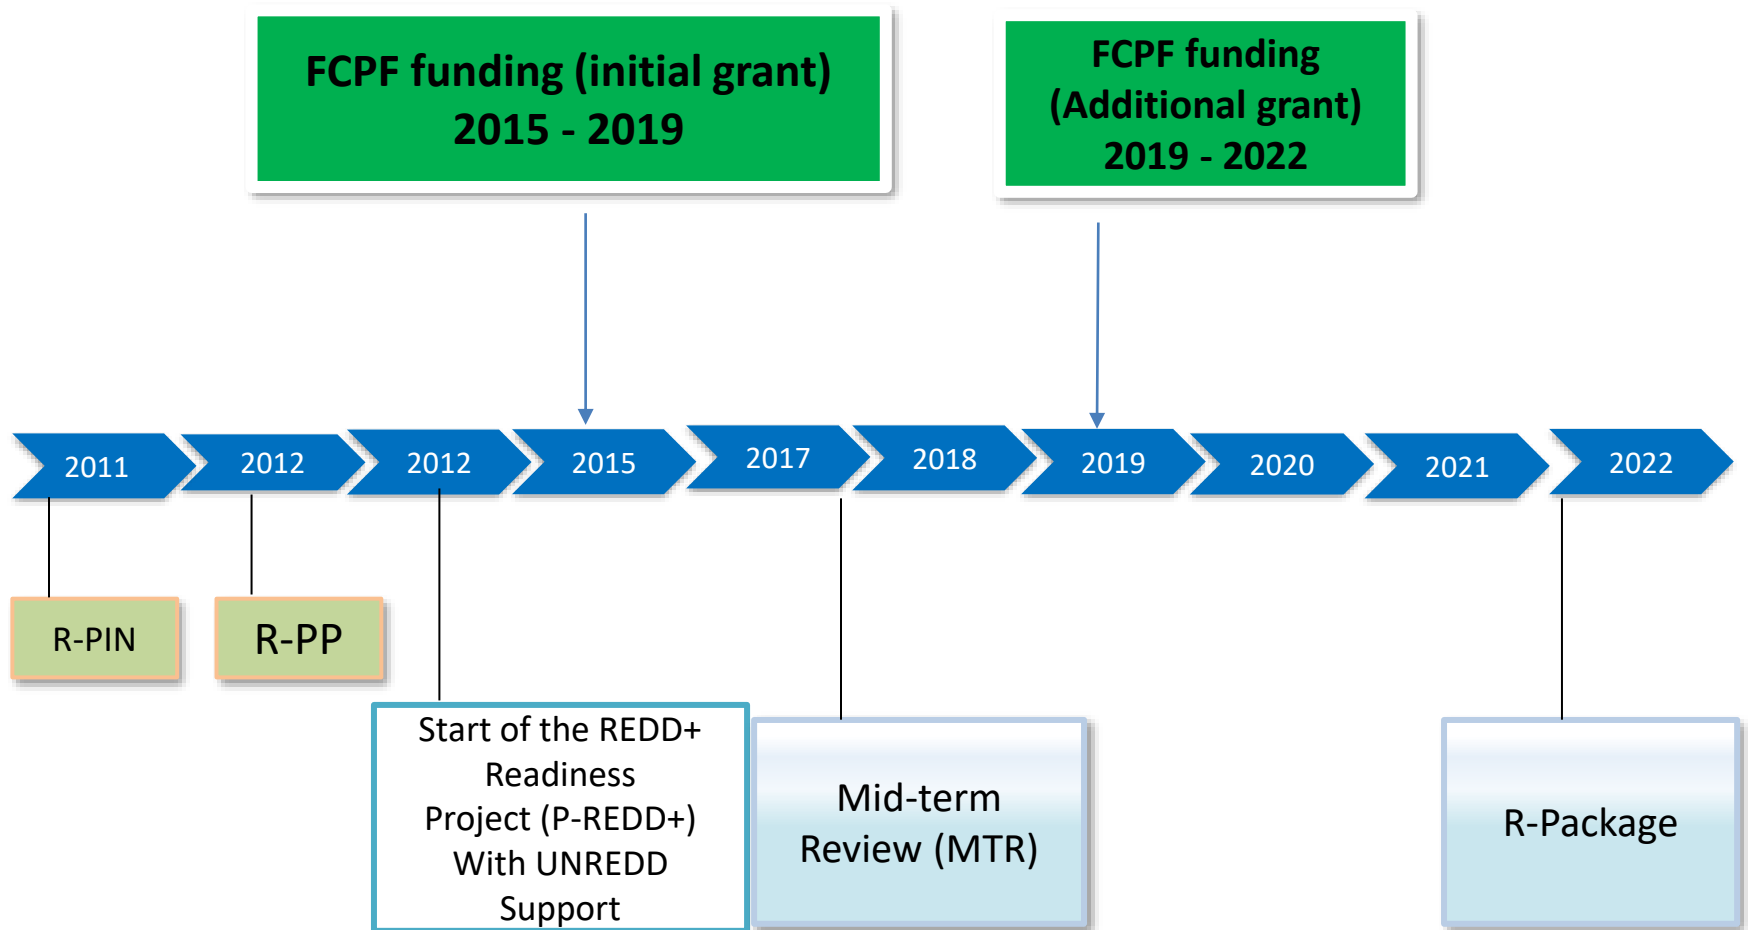 FCPF funding (initial grant)
2015 - 2019
FCPF funding
(Additional grant)
2019 - 2022
2011
2012
2012
2015
2017
2018
2019
2020
2021
2022
R-PIN
R-PP
Start of the REDD+
Readiness
Project (P-REDD+)
With UNREDD
Support
Mid-term
Review (MTR)
R-Package